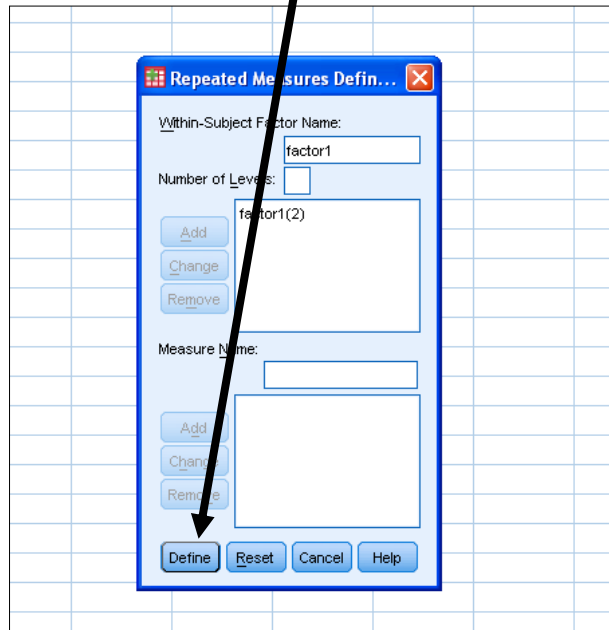 Repeated Measures Defin...
Within-Subject Factor Name:
factor1
Number of Levels:
factor1(2)
Add
Change
Remove
Measure Name:
Add
Change
Remove
Define Reset Cancel Help